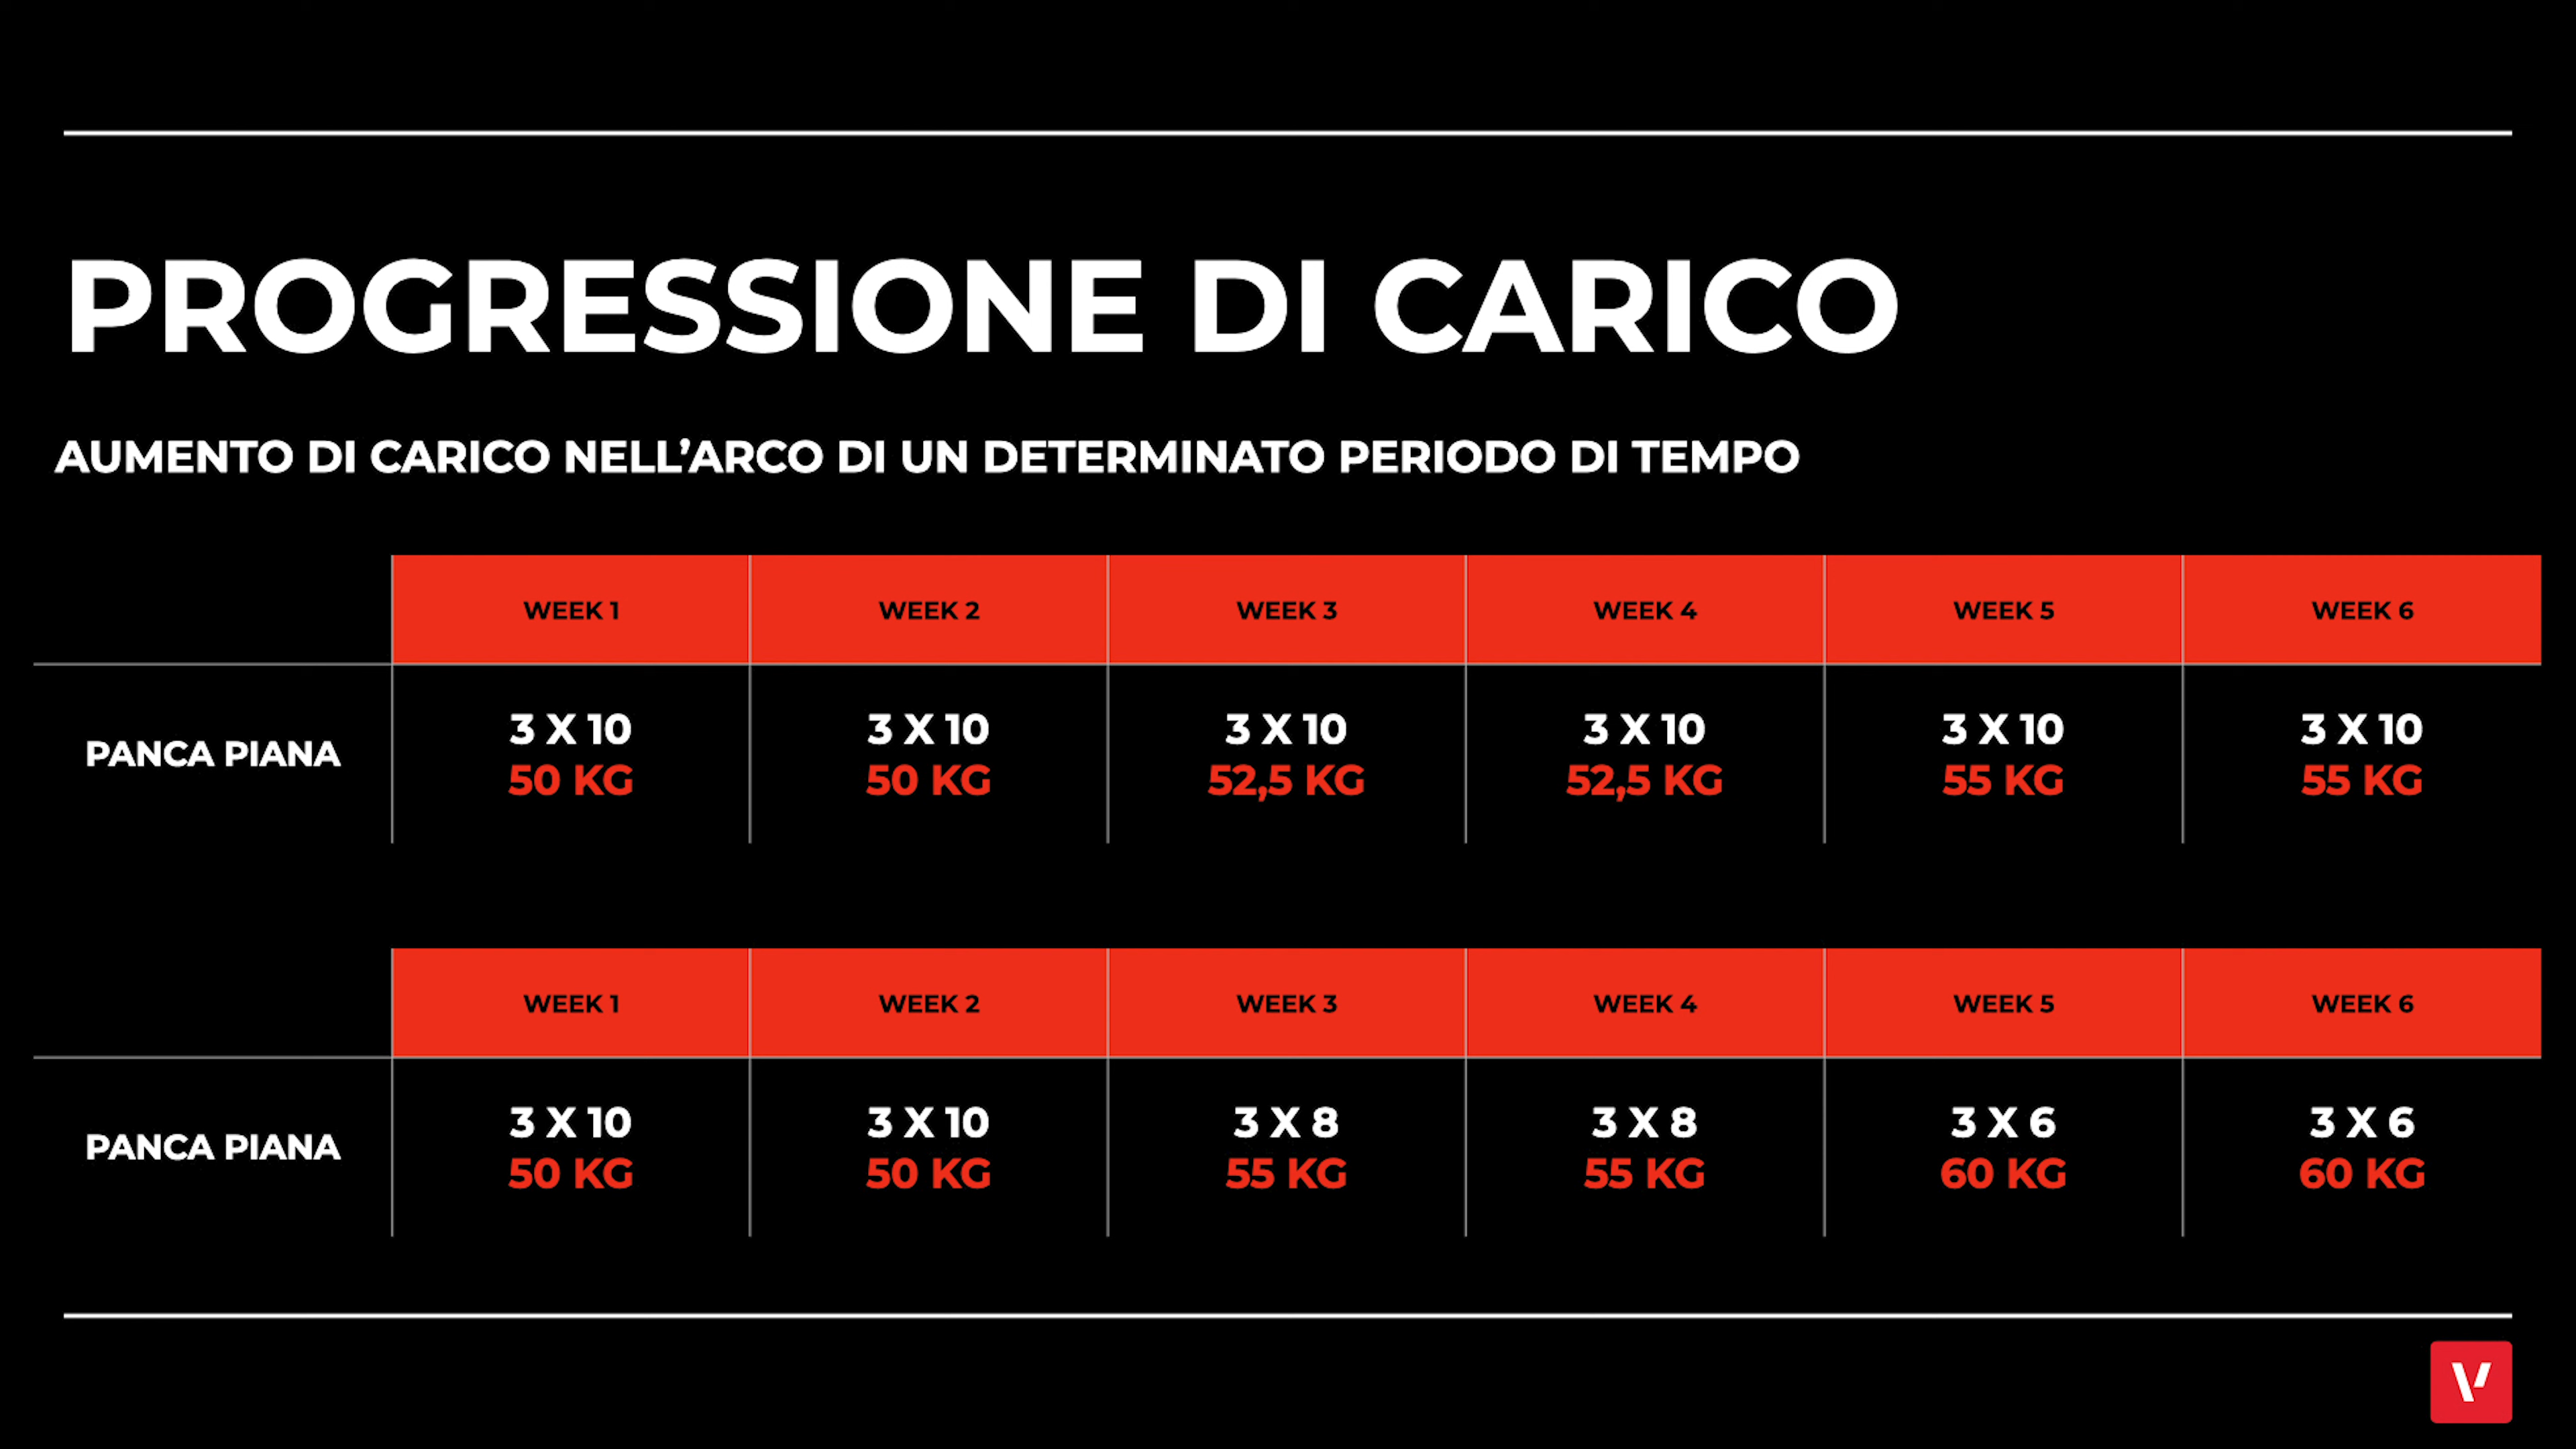 PROGRESSIONE DI CARICO
AUMENTO DI CARICO NELL’ARCO DI UN DETERMINATO PERIODO DI TEMPO
WEEK 1 WEEK 2 WEEK 3 WEEK 4 WEEK 5 WEEK 6
3 X 10 3 X 10 3 X 10 3 X 10 3 X 10 3 X 10
PANCA PIANA
50 KG 50 KG 52,5 KG 52,5 KG 55 KG 55 KG
WEEK 1 WEEK 2 WEEK 3 WEEK 4 WEEK 5 WEEK 6
3 X 10 3 X 10 3 X 8 3 X 8 3 X 6 3 X 6
PANCA PIANA
50 KG 50 KG 55 KG 55 KG 60 KG 60 KG